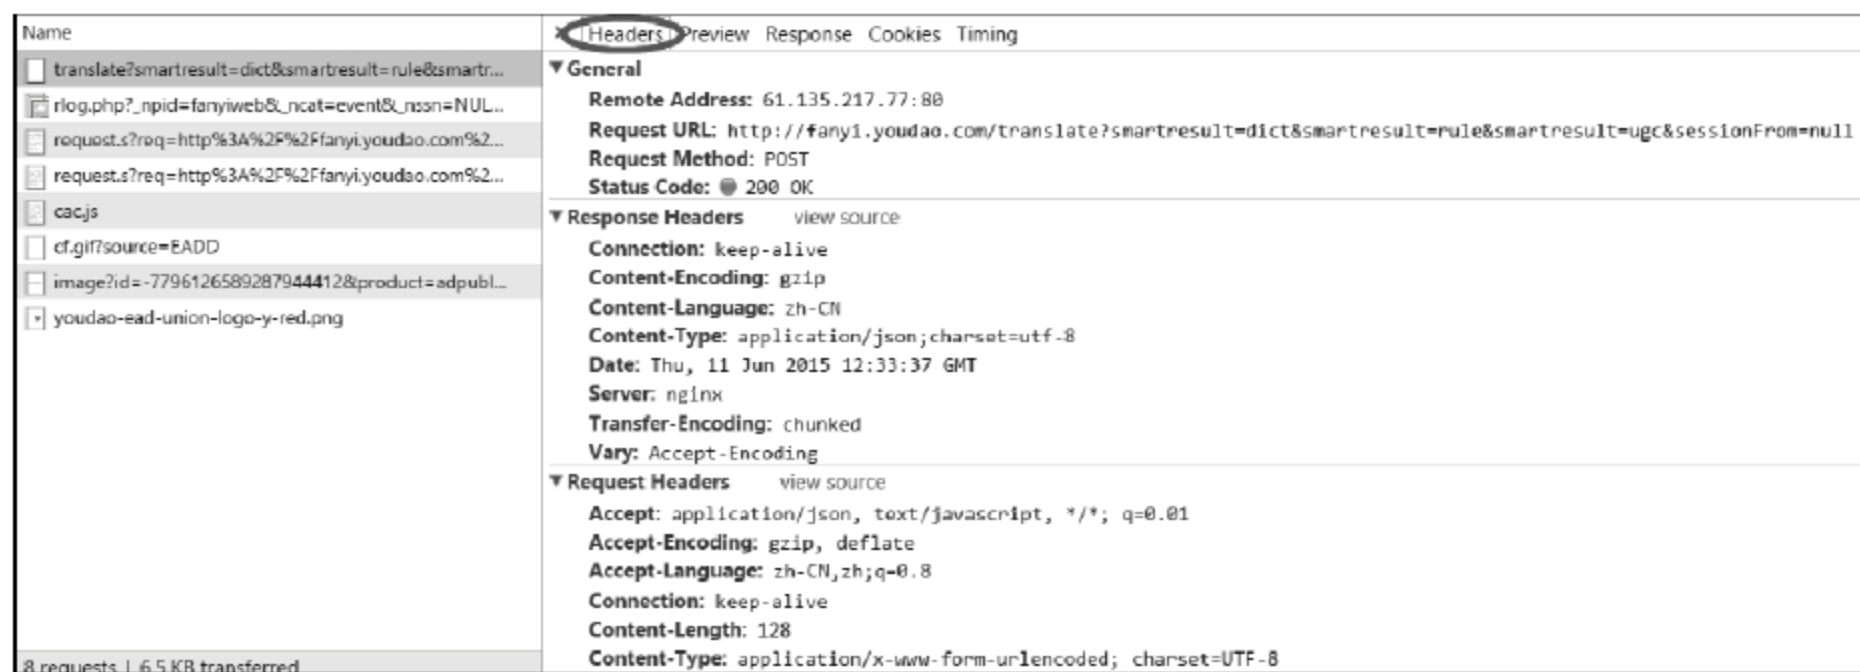 Name
translate?smartresult=dict&smartresult=rule&smartr...
rlog.php?_npid=fanyiweb&_ncat=event&_nssn=NUL...
request.s?req=http%3A%2F%2Ffanyi.youdao.com%2...
request.s?req=http%3A%2F%2Ffanyi.youdao.com%2...
cac.js
cf.gif?source=EADD
image?id=-7796126589287944412&product=adpubl...
youdao-ead-union-logo-y-red.png
8 requests | 6.5 KB transferred
× Headers Preview Response Cookies Timing
▼ General
Remote Address: 61.135.217.77:80
Request URL: http://fanyi.youdao.com/translate?smartresult=dict&smartresult=rule&smartresult=ugc&sessionFrom=null
Request Method: POST
Status Code: 200 OK
▼ Response Headers view source
Connection: keep-alive
Content-Encoding: gzip
Content-Language: zh-CN
Content-Type: application/json;charset=utf-8
Date: Thu, 11 Jun 2015 12:33:37 GMT
Server: nginx
Transfer-Encoding: chunked
Vary: Accept-Encoding
▼ Request Headers view source
Accept: application/json, text/javascript, */*; q=0.01
Accept-Encoding: gzip, deflate
Accept-Language: zh-CN,zh;q=0.8
Connection: keep-alive
Content-Length: 128
Content-Type: application/x-www-form-urlencoded; charset=UTF-8